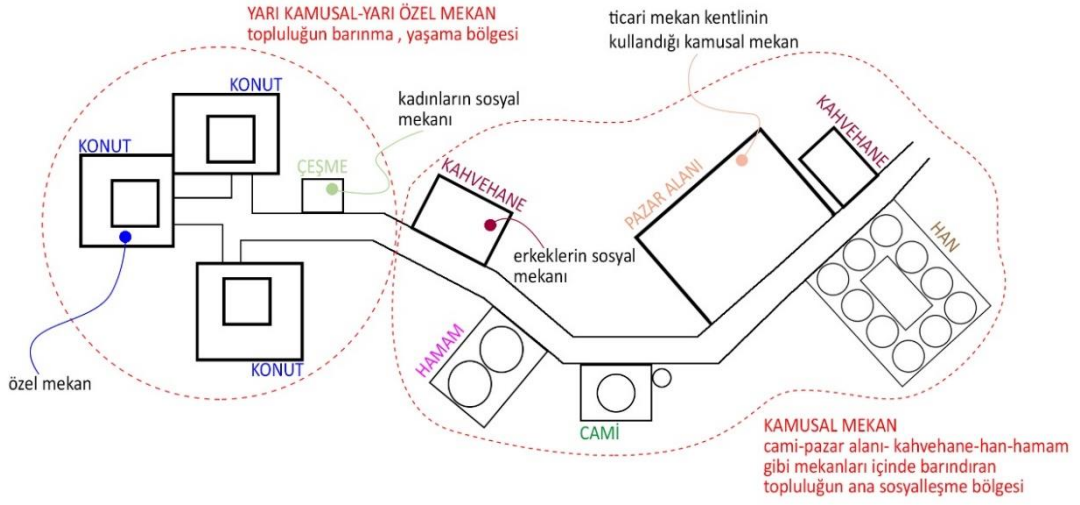 YARI KAMUSAL-YARI ÖZEL MEKAN
topluluğun barınma , yaşama bölgesi
ticari mekan kentlinin
kullandığı kamusal mekan
KONUT
kadınların sosyal
mekanı
KONUT
ÇEŞME
KAHVEHANE
PAZAR ALANI
KAHVEHANE
HAN
erkeklerin sosyal
mekanı
özel mekan
KONUT
HAMAM
CAMİ
KAMUSAL MEKAN
cami-pazar alanı- kahvehane-han-hamam
gibi mekanları içinde barındıran
topluluğun ana sosyalleşme bölgesi